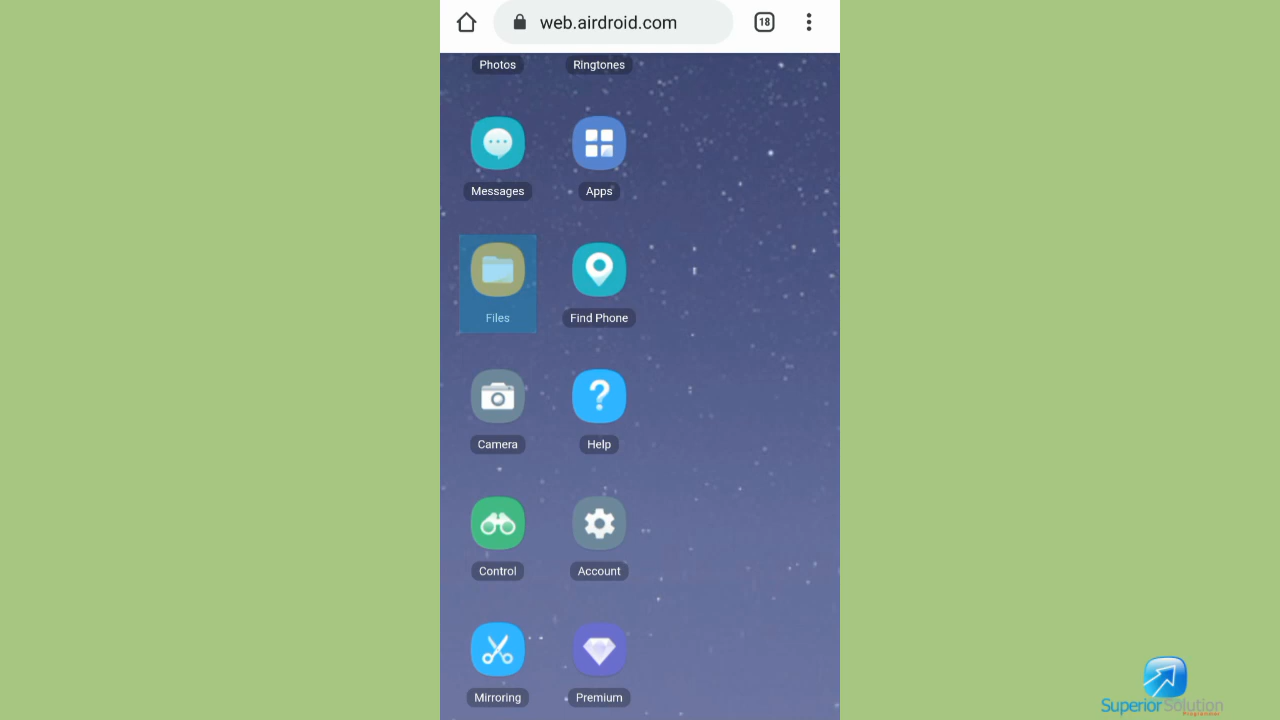 web.airdroid.com
18
Photos
Ringtones
Messages
Apps
Files
Find Phone
Camera
Help
Control
Account
Mirroring
Premium
Superior Solution
Programmer